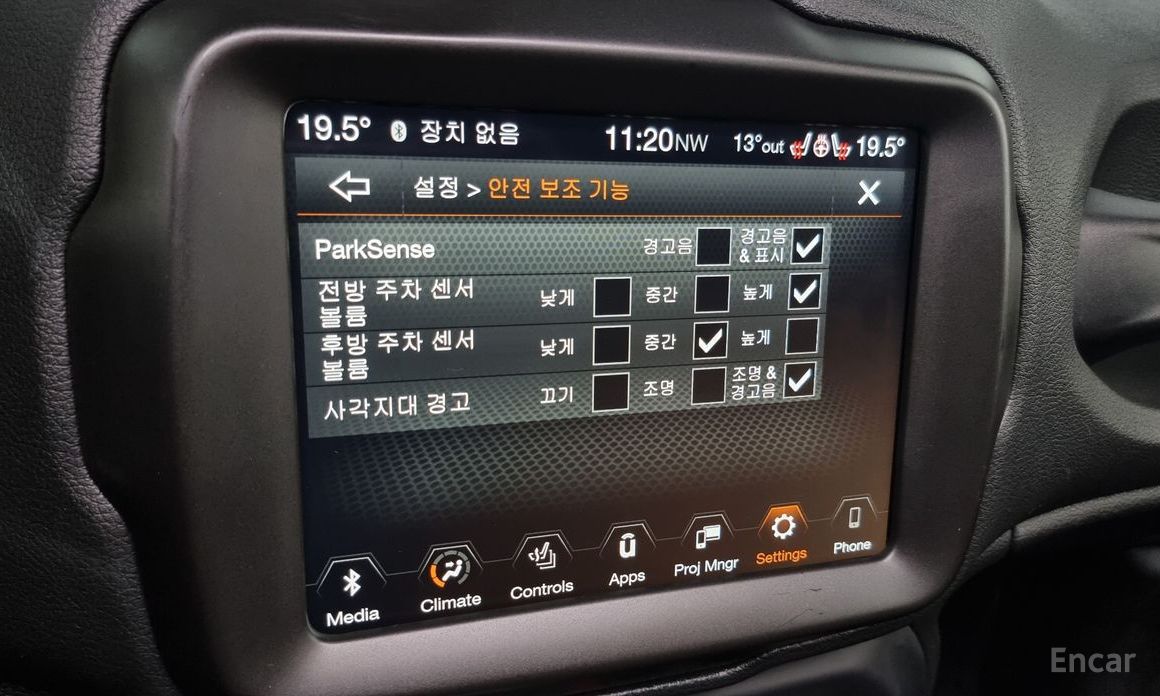 19.5° 장치 없음 11:20NW 13°out 19.5°
설정 > 안전 보조 기능
ParkSense 경고음 경고음 & 표시
전방 주차 센서 볼륨 낮게 중간 높게
후방 주차 센서 볼륨 낮게 중간 높게
사각지대 경고 끄기 조명 조명 & 경고음
Media Climate Controls Apps Proj Mngr Settings Phone
Encar